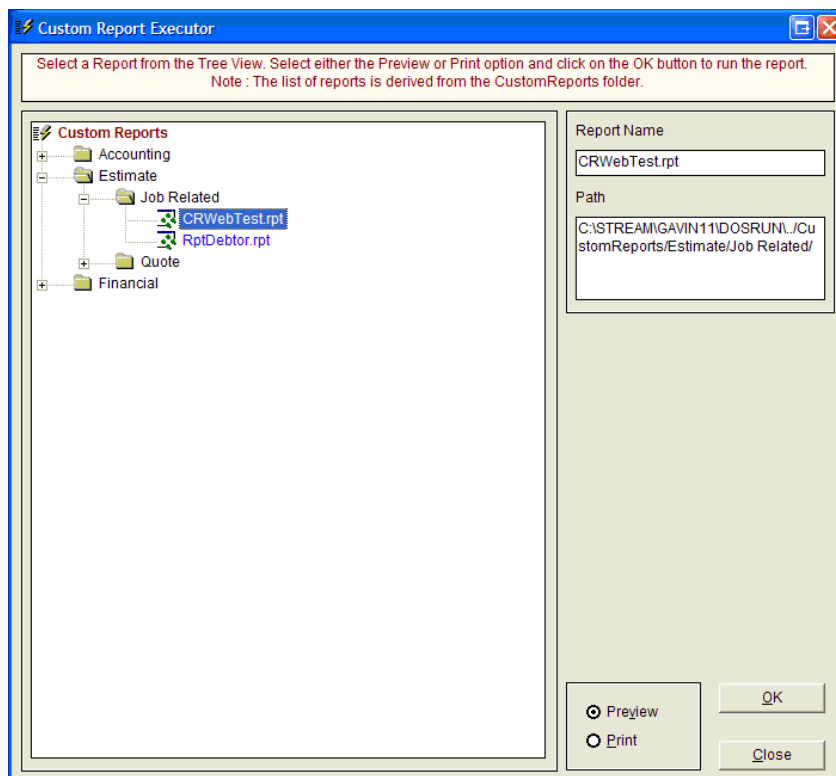 Custom Report Executor
Select a Report from the Tree View. Select either the Preview or Print option and click on the OK button to run the report.
Note : The list of reports is derived from the CustomReports folder.
Custom Reports
Accounting
Estimate
Job Related
CRWebTest.rpt
RptDebtor.rpt
Quote
Financial
Report Name
CRWebTest.rpt
Path
C:\STREAM\GAVIN11\DOSRUN\../Cu
stomReports/Estimate/Job Related/
Preview
Print
OK
Close